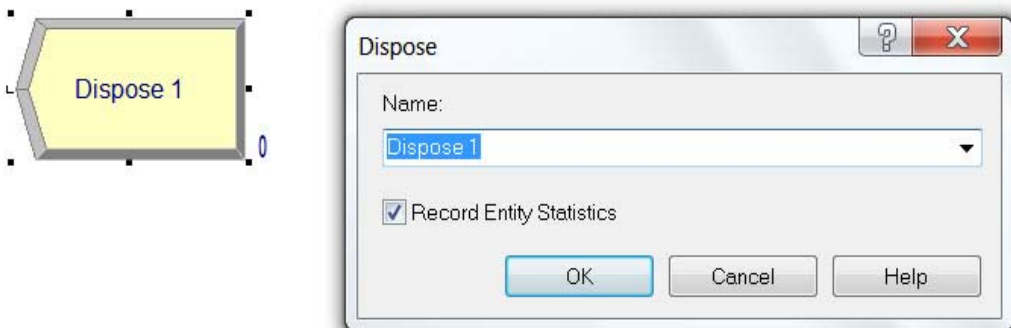 Dispose 1
0
Dispose
Name:
Dispose 1
Record Entity Statistics
OK Cancel Help